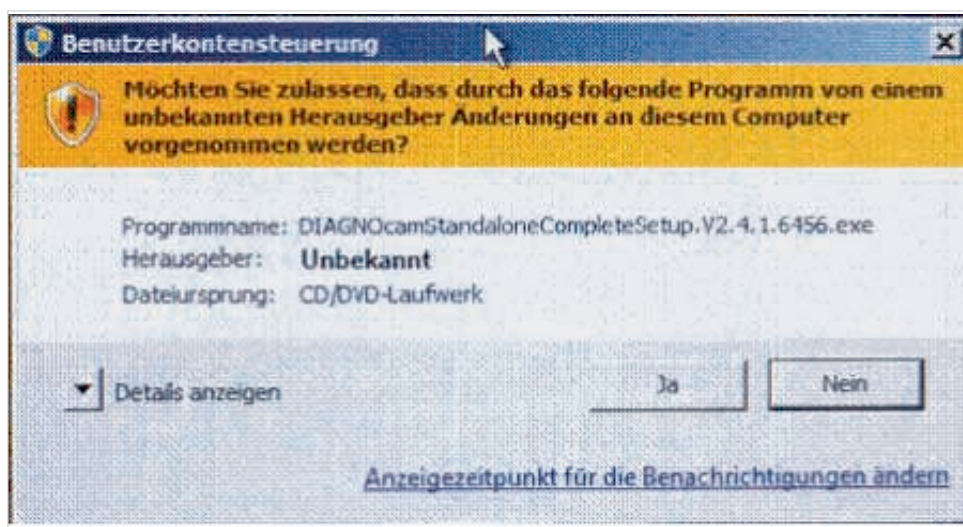 Benutzerkontensteuerung
Möchten Sie zulassen, dass durch das folgende Programm von einem
unbekannten Herausgeber Änderungen an diesem Computer
vorgenommen werden?
Programmname: DIAGNOcamStandaloneCompleteSetup.V2.4.1.6456.exe
Herausgeber: Unbekannt
Dateiursprung: CD/DVD-Laufwerk
Details anzeigen
Ja
Nein
Anzeigezeitpunkt für die Benachrichtigungen ändern